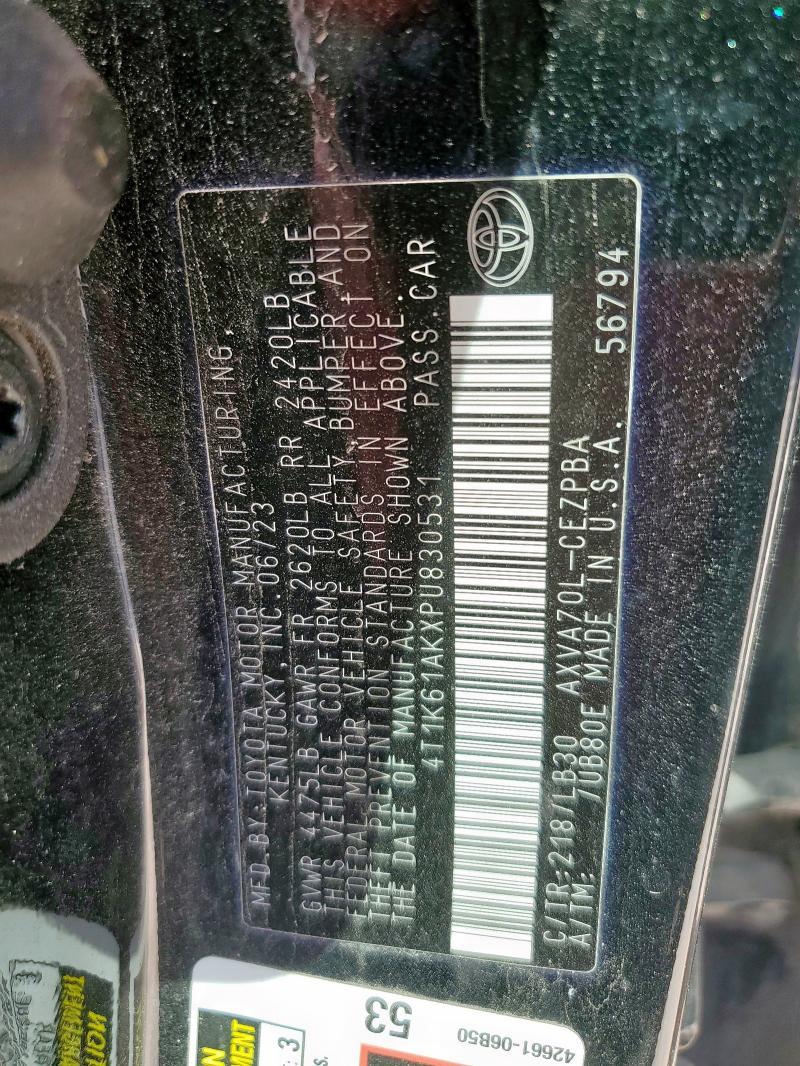 MFD.BY:TOYOTA MOTOR MANUFACTURING,
KENTUCKY, INC. 06/23
GVWR 4475LB GAWR FR 2620LB RR 2420LB
THIS VEHICLE CONFORMS TO ALL APPLICABLE
FEDERAL MOTOR VEHICLE SAFETY, BUMPER AND
THEFT PREVENTION STANDARDS IN EFFECT ON
THE DATE OF MANUFACTURE SHOWN ABOVE.
4T1K61AKXPU830531 PASS.CAR
C/TR:218/LB30 AXVA70L-CEZPBA
A/TM: /UB80E MADE IN U.S.A. 56794
53
42661-06B50